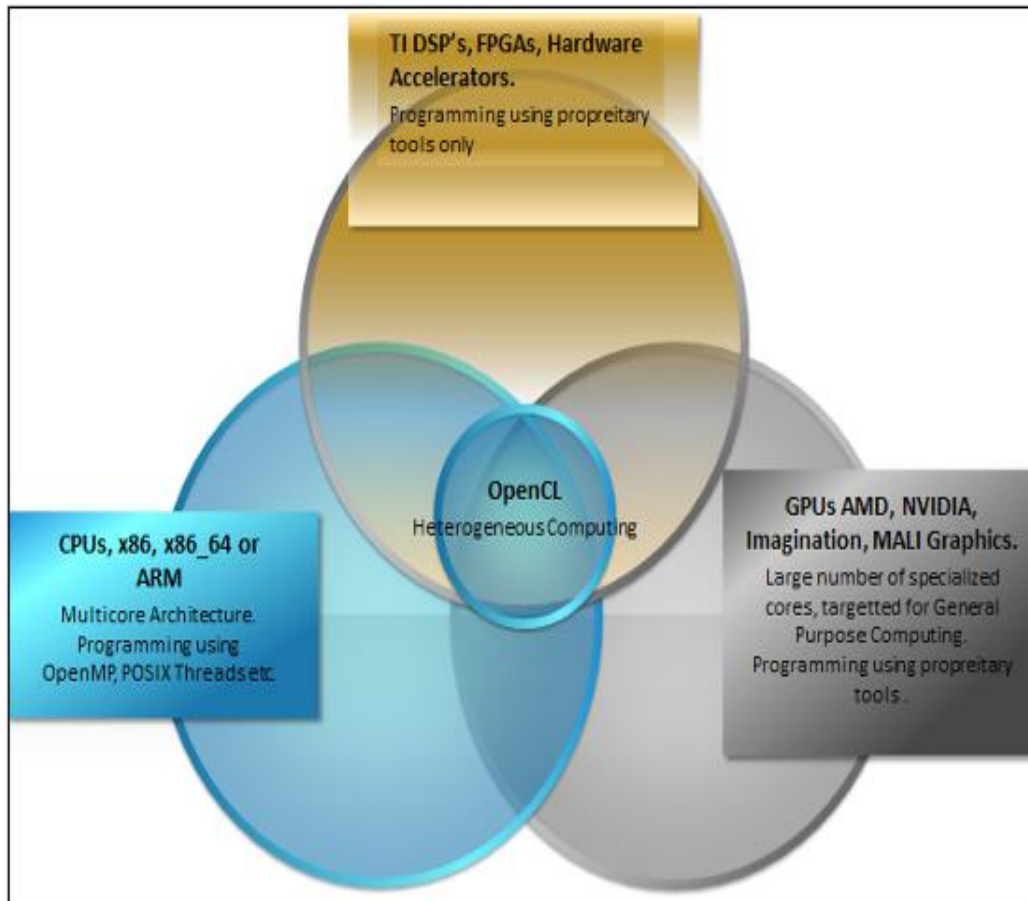 TI DSP's, FPGAs, Hardware
Accelerators.
Programming using propreitary
tools only
OpenCL
Heterogeneous Computing
CPUs, x86, x86_64 or
ARM
Multicore Architecture.
Programming using
OpenMP, POSIX Threads etc
GPUs AMD, NVIDIA,
Imagination, MALI Graphics.
Large number of specialized
cores, targetted for General
Purpose Computing.
Programming using propreitary
tools .